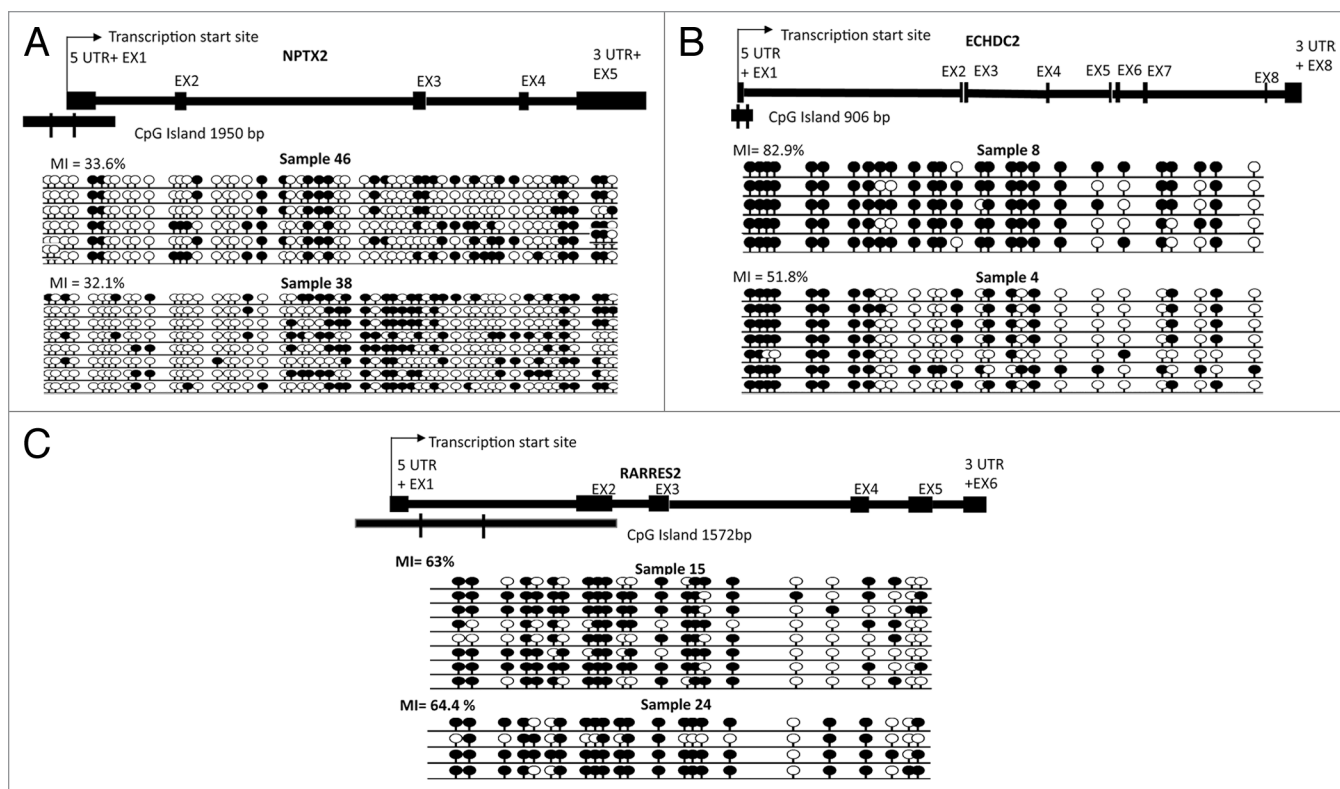 A
Transcription start site
5 UTR+ EX1
NPTX2
3 UTR+
EX5
EX2
EX3
EX4
CpG Island 1950 bp
MI = 33.6%
Sample 46
MI = 32.1%
Sample 38
B
Transcription start site
ECHDC2
5 UTR
+ EX1
3 UTR
+ EX8
EX2
EX3
EX4
EX5
EX6
EX7
EX8
CpG Island 906 bp
MI= 82.9%
Sample 8
MI = 51.8%
Sample 4
C
Transcription start site
5 UTR
+ EX1
RARRES2
3 UTR
+EX6
EX2
EX3
EX4
EX5
CpG Island 1572bp
MI= 63%
Sample 15
MI= 64.4 %
Sample 24